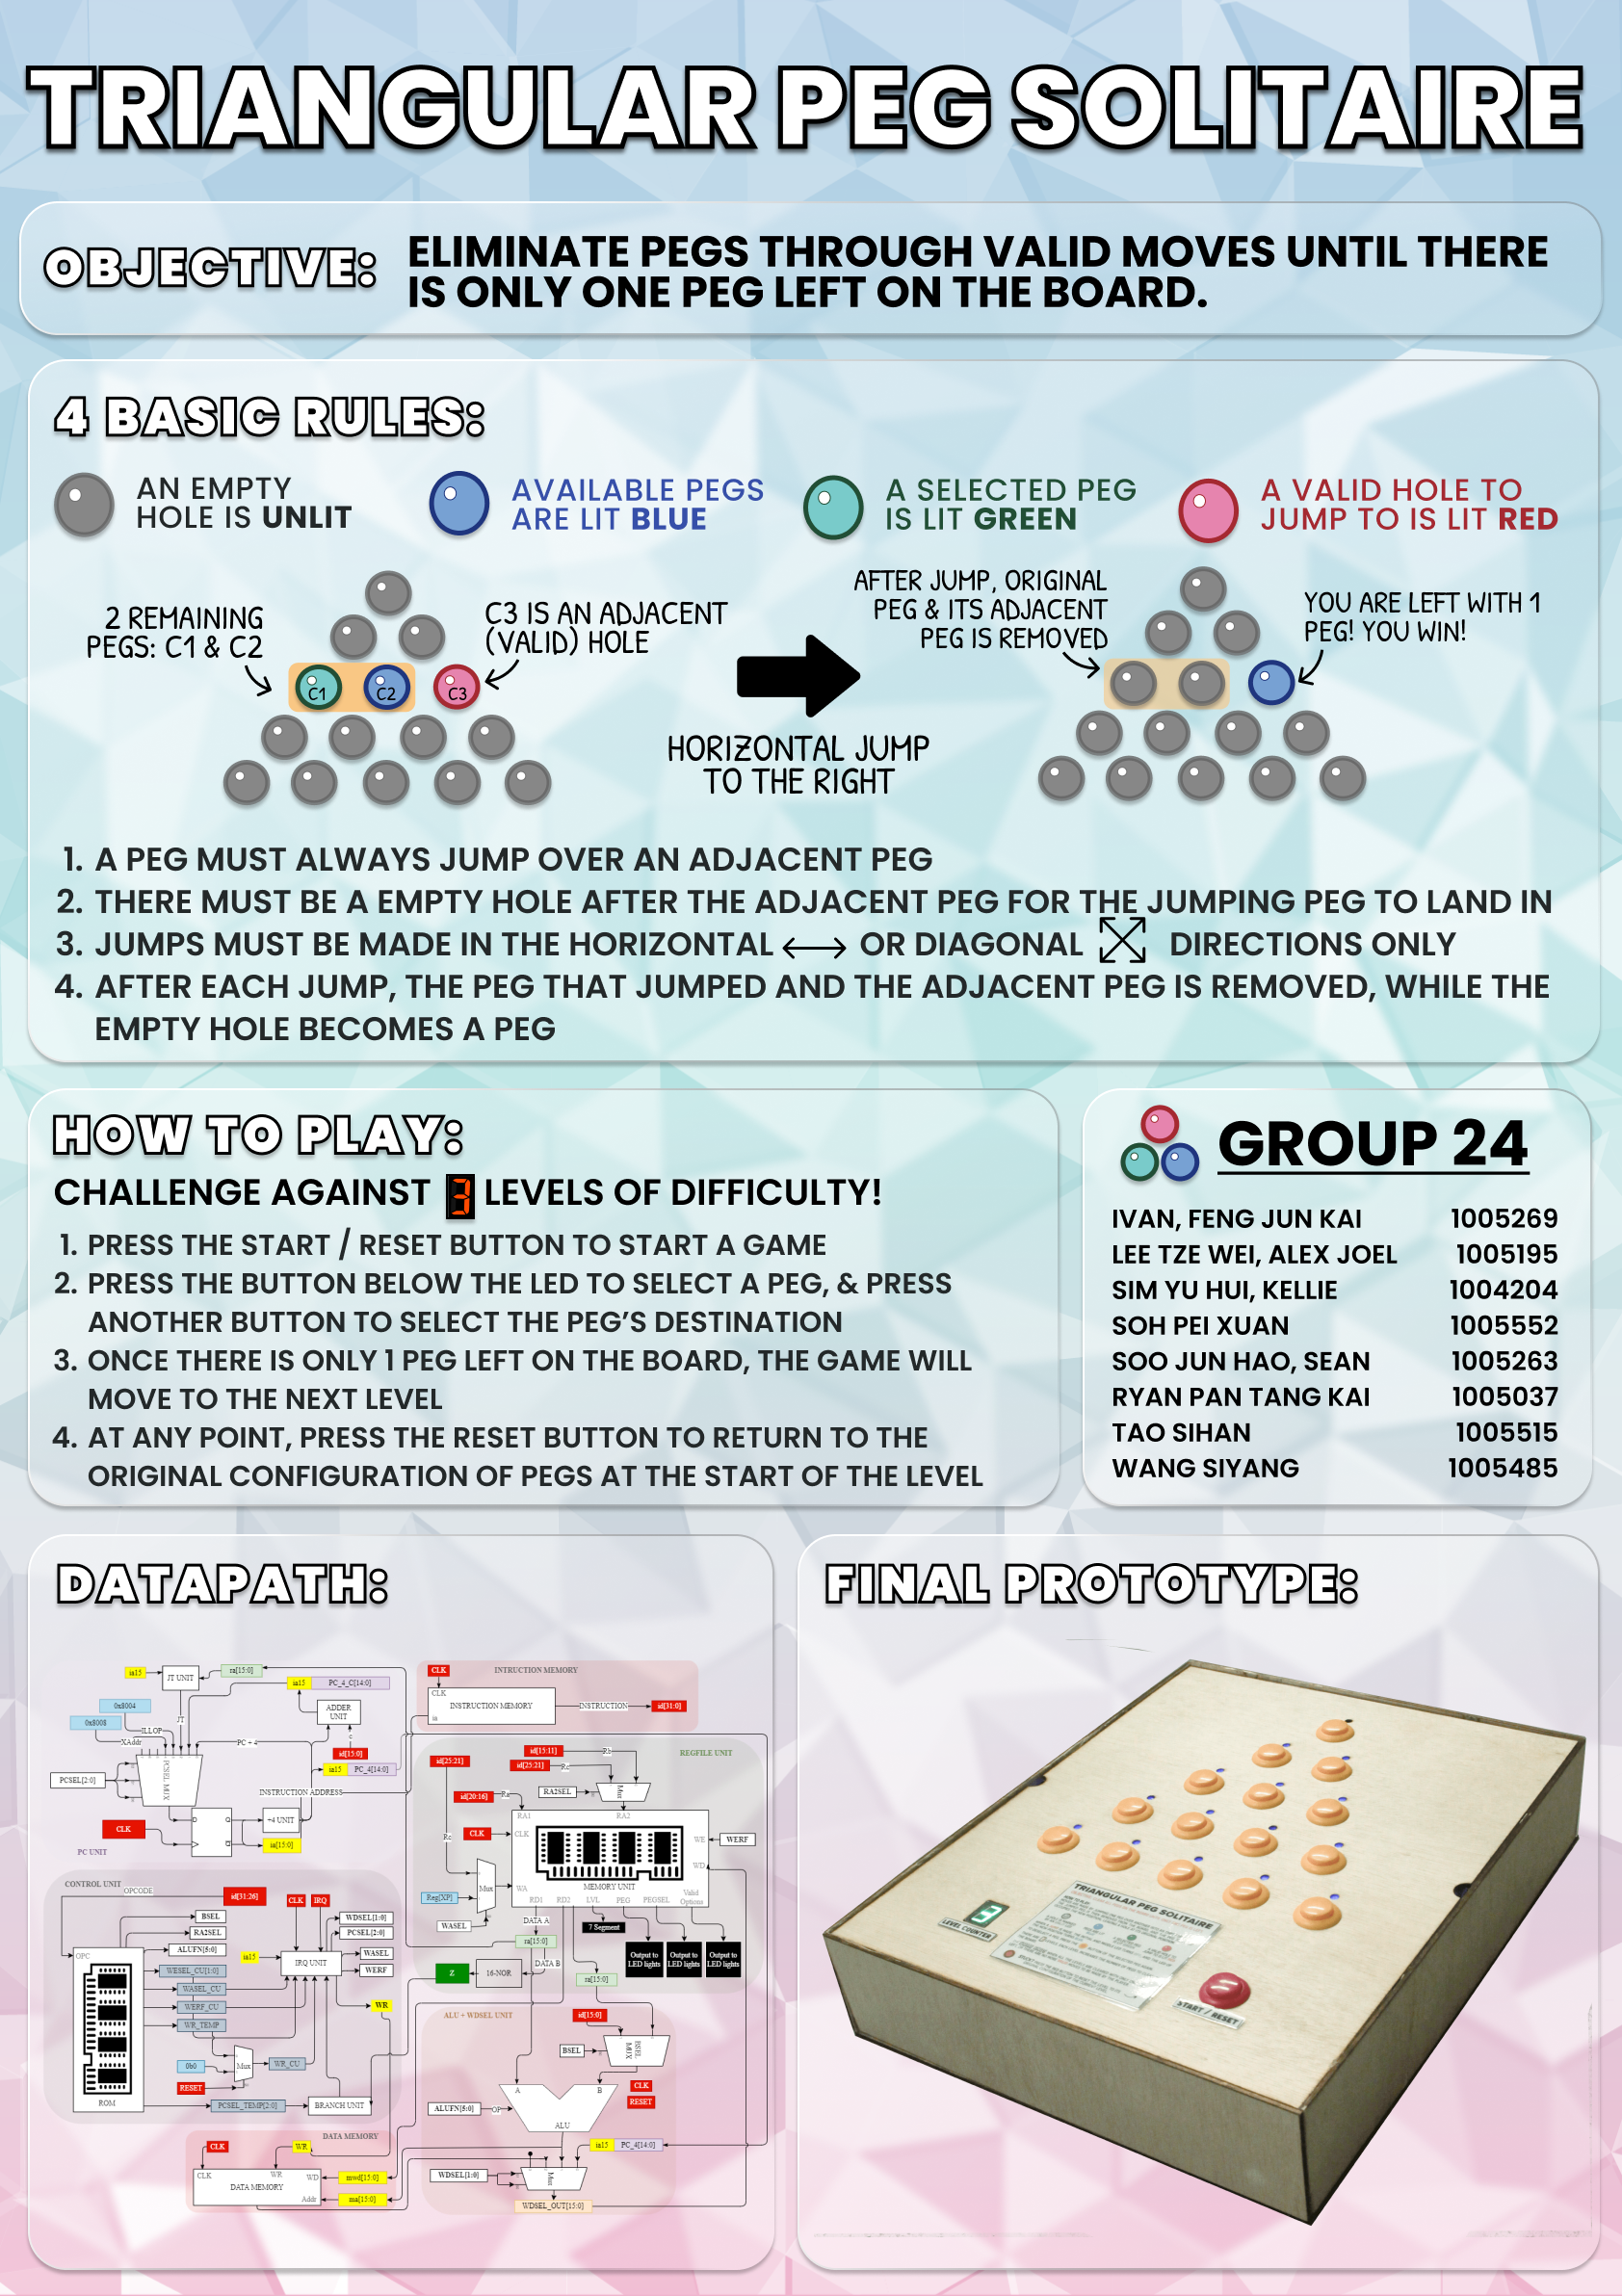 TRIANGULAR PEG SOLITAIRE
OBJECTIVE:
ELIMINATE PEGS THROUGH VALID MOVES UNTIL THERE
IS ONLY ONE PEG LEFT ON THE BOARD.
4 BASIC RULES:
AN EMPTY
HOLE IS UNLIT
AVAILABLE PEGS
ARE LIT BLUE
A SELECTED PEG
IS LIT GREEN
A VALID HOLE TO
JUMP TO IS LIT RED
2 REMAINING
PEGS: C1 & C2
C3 IS AN ADJACENT
(VALID) HOLE
C1 C2 C3
HORIZONTAL JUMP
TO THE RIGHT
AFTER JUMP, ORIGINAL
PEG & ITS ADJACENT
PEG IS REMOVED
YOU ARE LEFT WITH 1
PEG! YOU WIN!
1. A PEG MUST ALWAYS JUMP OVER AN ADJACENT PEG
2. THERE MUST BE A EMPTY HOLE AFTER THE ADJACENT PEG FOR THE JUMPING PEG TO LAND IN
3. JUMPS MUST BE MADE IN THE HORIZONTAL OR DIAGONAL DIRECTIONS ONLY
4. AFTER EACH JUMP, THE PEG THAT JUMPED AND THE ADJACENT PEG IS REMOVED, WHILE THE
EMPTY HOLE BECOMES A PEG
HOW TO PLAY:
CHALLENGE AGAINST 3 LEVELS OF DIFFICULTY!
1. PRESS THE START / RESET BUTTON TO START A GAME
2. PRESS THE BUTTON BELOW THE LED TO SELECT A PEG, & PRESS
ANOTHER BUTTON TO SELECT THE PEG'S DESTINATION
3. ONCE THERE IS ONLY 1 PEG LEFT ON THE BOARD, THE GAME WILL
MOVE TO THE NEXT LEVEL
4. AT ANY POINT, PRESS THE RESET BUTTON TO RETURN TO THE
ORIGINAL CONFIGURATION OF PEGS AT THE START OF THE LEVEL
GROUP 24
IVAN, FENG JUN KAI 1005269
LEE TZE WEI, ALEX JOEL 1005195
SIM YU HUI, KELLIE 1004204
SOH PEI XUAN 1005552
SOO JUN HAO, SEAN 1005263
RYAN PAN TANG KAI 1005037
TAO SIHAN 1005515
WANG SIYANG 1005485
DATAPATH:
ia15
JT UNIT
ra[15:0]
ia15 PC_4_C[14:0]
0x8004
0x8008
JT
ILLOP
XAddr
ADDER
UNIT
c
PC + 4
id[15:0]
ia15 PC_4[14:0]
PCSEL[2:0]
PCSEL MUX
INSTRUCTION ADDRESS
CLK
D Q
+4 UNIT
ia[15:0]
PC UNIT
CLK
INTRUCTION MEMORY
CLK
INSTRUCTION MEMORY
ia
INSTRUCTION
id[31:0]
REGFILE UNIT
id[25:21]
id[15:11]
Rb
id[25:21]
Rc
RA2SEL
Mux
id[20:16]
Ra
RA1
RA2
CLK
CLK
WE
WERF
WD
Rc
Mux
WA
MEMORY UNIT
Reg[XP]
WASEL
RD1 RD2 LVL PEG PEGSEL Valid
Options
DATA A
7 Segment
ra[15:0]
DATA B
Output to
LED lights
Output to
LED lights
Output to
LED lights
Z
16-NOR
ra[15:0]
CONTROL UNIT
OPCODE
id[31:26]
CLK
IRQ
BSEL
RA2SEL
ALUFN[5:0]
WDSEL[1:0]
PCSEL[2:0]
OPC
ia15
IRQ UNIT
WASEL
WERF
WESEL_CU[1:0]
WASEL_CU
WERF_CU
WR_TEMP
WR
0b0
Mux
WR_CU
RESET
ROM
PCSEL_TEMP[2:0]
BRANCH UNIT
ALU + WDSEL UNIT
id[15:0]
BSEL
BSEL MUX
CLK
RESET
A B
ALUFN[5:0]
OP
ALU
ia15 PC_4[14:0]
WDSEL[1:0]
Mux
WDSEL_OUT[15:0]
DATA MEMORY
CLK
WR
CLK WR WD
DATA MEMORY
Addr
mwd[15:0]
ma[15:0]
FINAL PROTOTYPE:
LEVEL COUNTER
3
TRIANGULAR PEG SOLITAIRE
START / RESET